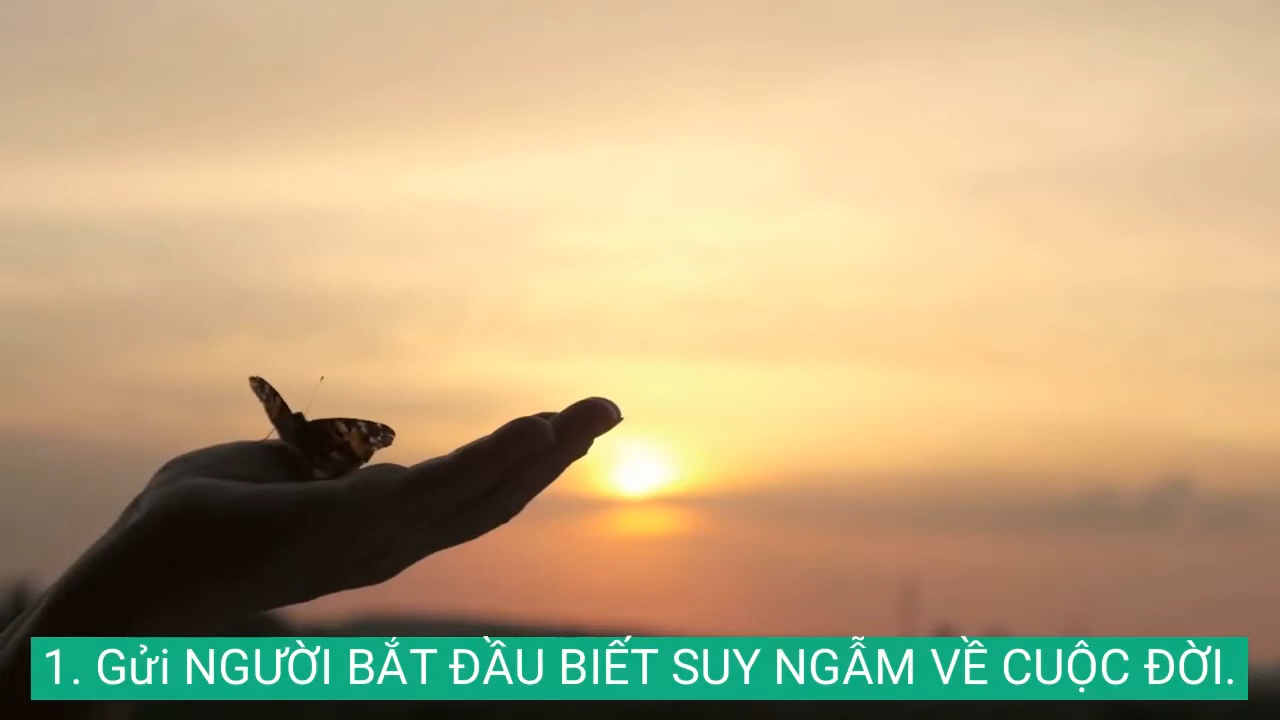 1. Gửi NGƯỜI BẮT ĐẦU BIẾT SUY NGẪM VỀ CUỘC ĐỜI.